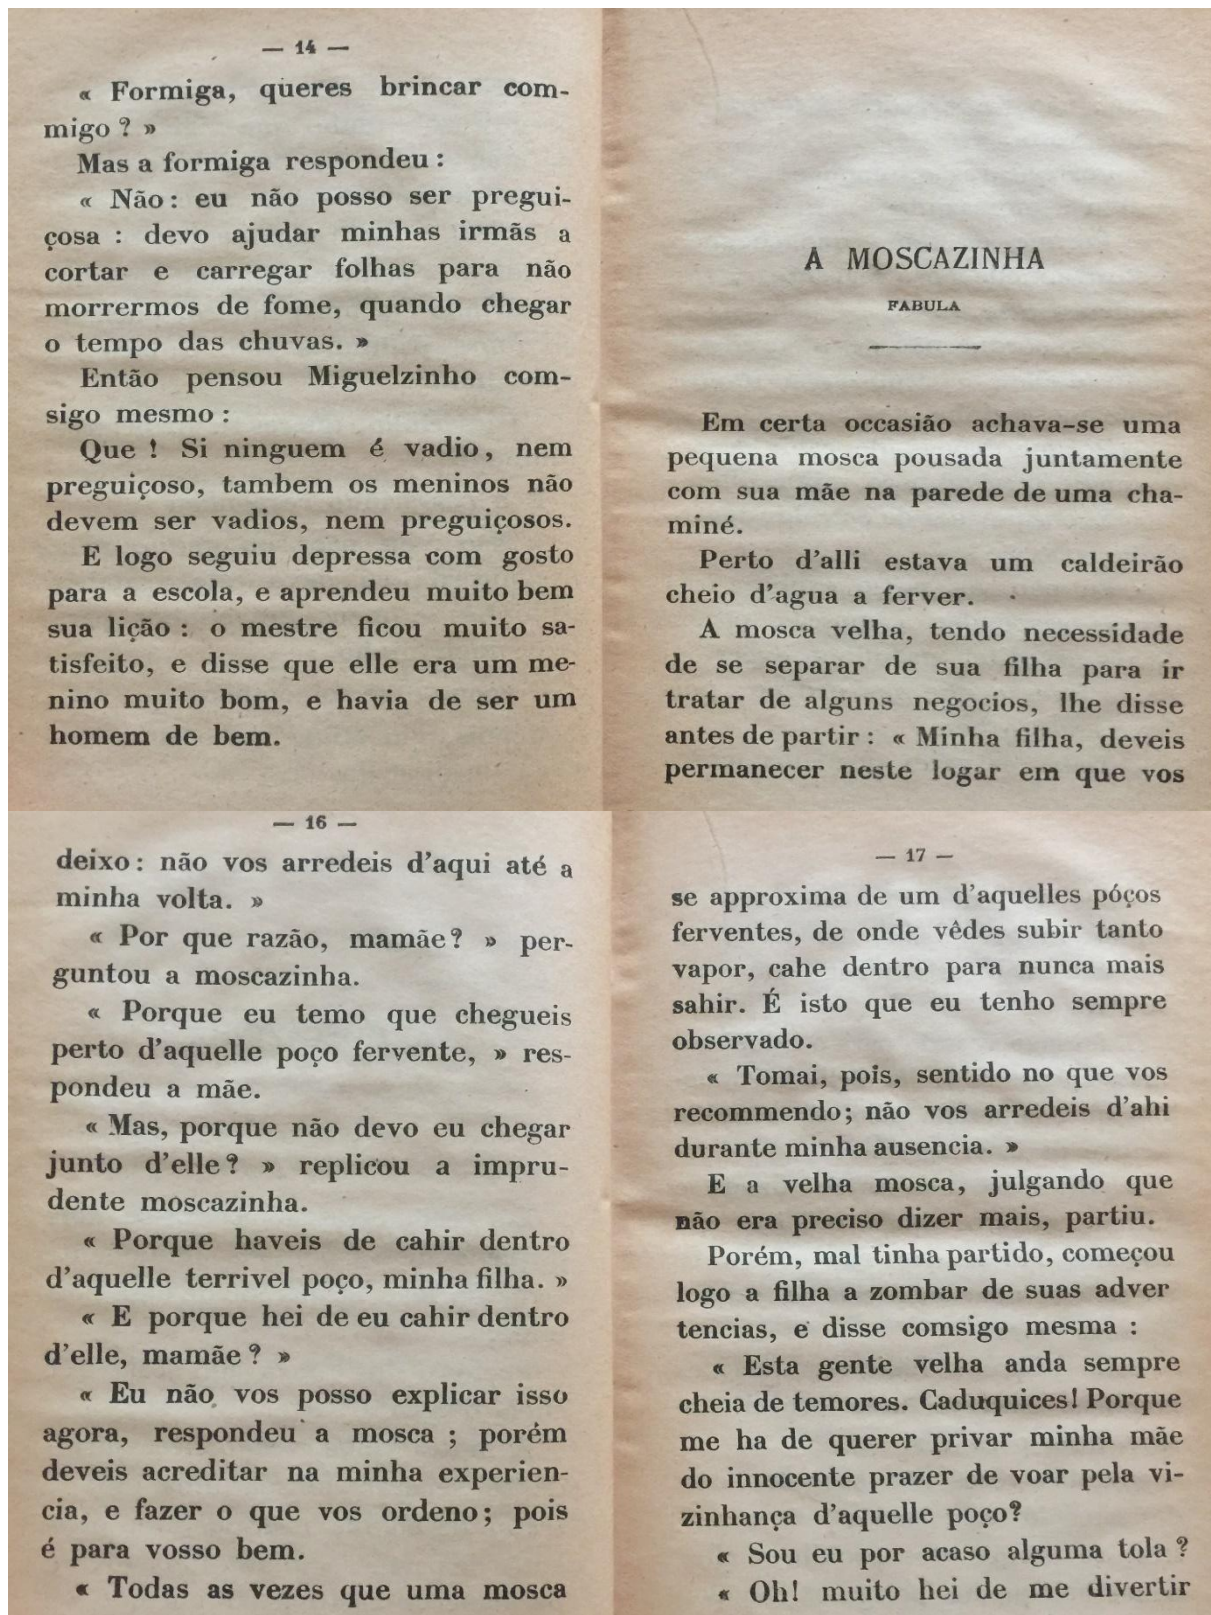 — 14 —
« Formiga, queres brincar com-
migo ? »
Mas a formiga respondeu :
« Não : eu não posso ser pregui-
çosa : devo ajudar minhas irmãs a
cortar e carregar folhas para não
morrermos de fome, quando chegar
o tempo das chuvas. »
Então pensou Miguelzinho com-
sigo mesmo :
Que ! Si ninguem é vadio, nem
preguiçoso, tambem os meninos não
devem ser vadios, nem preguiçosos.
E logo seguiu depressa com gosto
para a escola, e aprendeu muito bem
sua lição : o mestre ficou muito sa-
tisfeito, e disse que elle era um me-
nino muito bom, e havia de ser um
homem de bem.
A MOSCAZINHA
FABULA
Em certa occasião achava-se uma
pequena mosca pousada juntamente
com sua mãe na parede de uma cha-
miné.
Perto d'alli estava um caldeirão
cheio d'agua a ferver.
A mosca velha, tendo necessidade
de se separar de sua filha para ir
tratar de alguns negocios, lhe disse
antes de partir : « Minha filha, deveis
permanecer neste logar em que vos
— 16 —
deixo : não vos arredeis d'aqui até a
minha volta. »
« Por que razão, mamãe ? » per-
guntou a moscazinha.
« Porque eu temo que chegueis
perto d'aquelle poço fervente, » res-
pondeu a mãe.
« Mas, porque não devo eu chegar
junto d'elle ? » replicou a impru-
dente moscazinha.
« Porque haveis de cahir dentro
d'aquelle terrivel poço, minha filha. »
« E porque hei de eu cahir dentro
d'elle, mamãe ? »
« Eu não vos posso explicar isso
agora, respondeu a mosca ; porém
deveis acreditar na minha experien-
cia, e fazer o que vos ordeno ; pois
é para vosso bem.
« Todas as vezes que uma mosca
— 17 —
se approxima de um d'aquelles póços
ferventes, de onde vêdes subir tanto
vapor, cahe dentro para nunca mais
sahir. É isto que eu tenho sempre
observado.
« Tomai, pois, sentido no que vos
recommendo ; não vos arredeis d'ahi
durante minha ausencia. »
E a velha mosca, julgando que
não era preciso dizer mais, partiu.
Porém, mal tinha partido, começou
logo a filha a zombar de suas adver
tencias, e disse comsigo mesma :
« Esta gente velha anda sempre
cheia de temores. Caduquices! Porque
me ha de querer privar minha mãe
do innocente prazer de voar pela vi-
zinhança d'aquelle poço?
« Sou eu por acaso alguma tola ?
« Oh! muito hei de me divertir